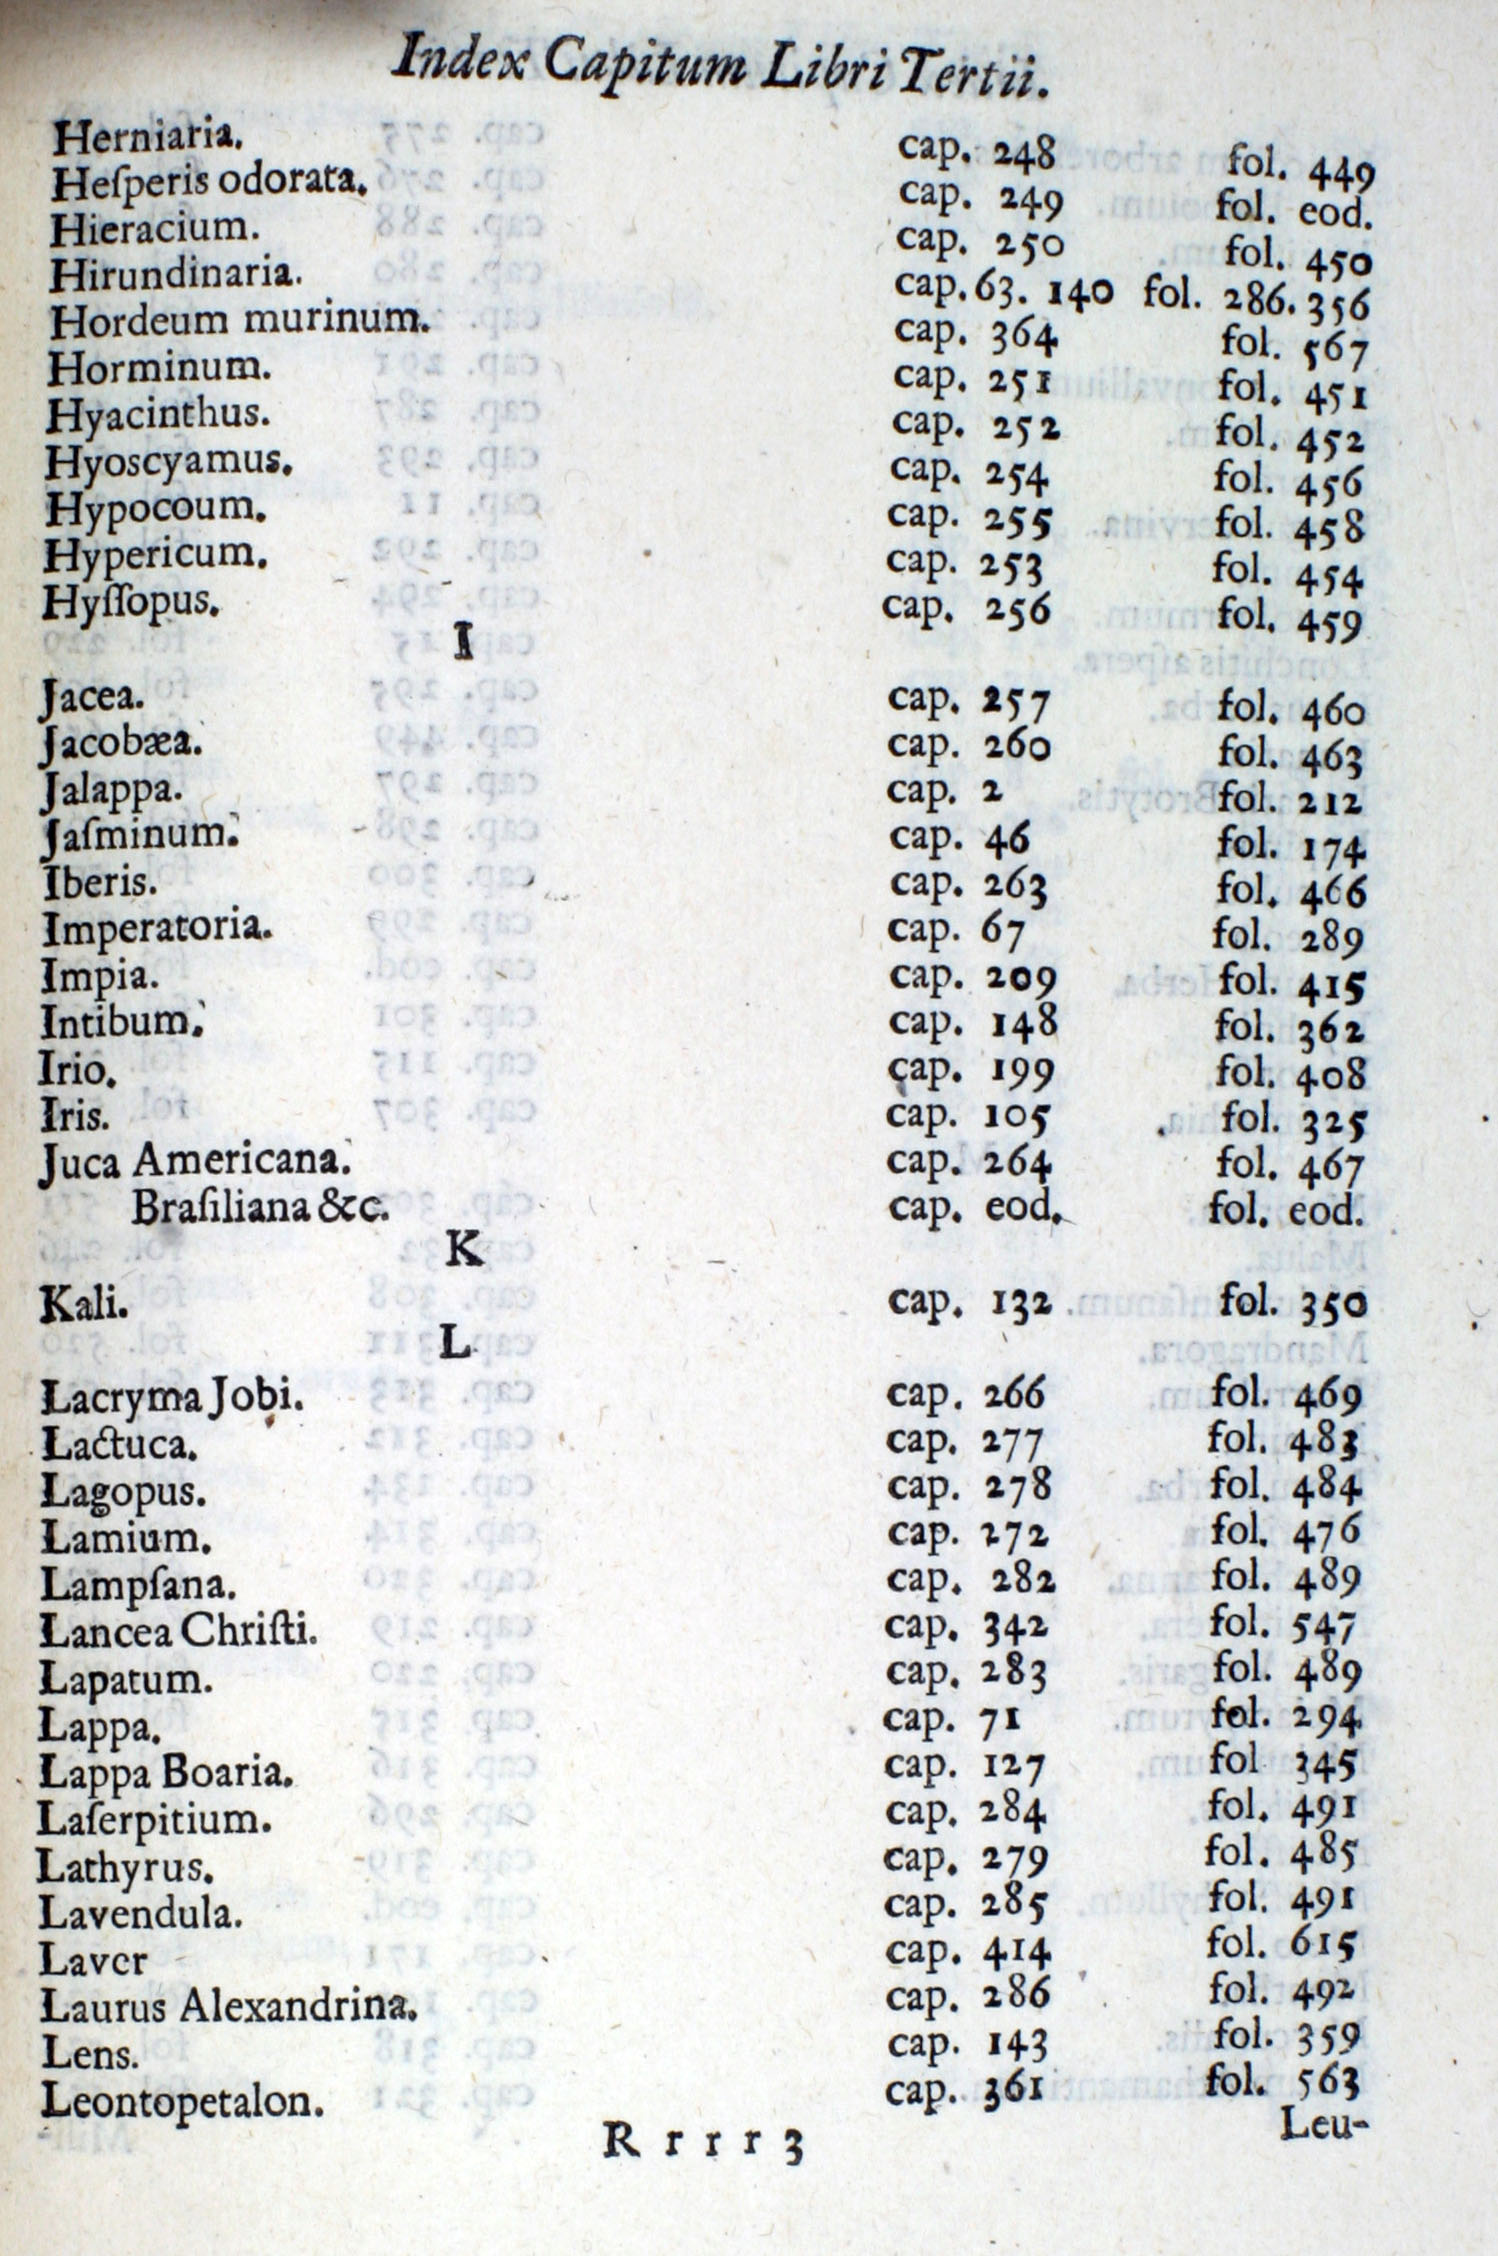 Index Capitum Libri Tertii.
Herniaria. cap. 248 fol. 449
Heſperis odorata. cap. 249 fol. eod.
Hieracium. cap. 250 fol. 450
Hirundinaria. cap. 63. 140 fol. 286. 356
Hordeum murinum. cap. 364 fol. 567
Horminum. cap. 251 fol. 451
Hyacinthus. cap. 252 fol. 452
Hyoscyamus. cap. 254 fol. 456
Hypocoum. cap. 255 fol. 458
Hypericum. cap. 253 fol. 454
Hyſſopus. cap. 256 fol. 459
I
Jacea. cap. 257 fol. 460
Jacobæa. cap. 260 fol. 463
Jalappa. cap. 2 fol. 212
Jaſminum. cap. 46 fol. 174
Iberis. cap. 263 fol. 466
Imperatoria. cap. 67 fol. 289
Impia. cap. 209 fol. 415
Intibum. cap. 148 fol. 362
Irio. cap. 199 fol. 408
Iris. cap. 105 fol. 325
Juca Americana. cap. 264 fol. 467
Braſiliana &c. cap. eod. fol. eod.
K
Kali. cap. 132 fol. 350
L
Lacryma Jobi. cap. 266 fol. 469
Lactuca. cap. 277 fol. 483
Lagopus. cap. 278 fol. 484
Lamium. cap. 272 fol. 476
Lampſana. cap. 282 fol. 489
Lancea Chriſti. cap. 342 fol. 547
Lapatum. cap. 283 fol. 489
Lappa. cap. 71 fol. 294
Lappa Boaria. cap. 127 fol 345
Laſerpitium. cap. 284 fol. 491
Lathyrus. cap. 279 fol. 485
Lavendula. cap. 285 fol. 491
Laver cap. 414 fol. 615
Laurus Alexandrina. cap. 286 fol. 492
Lens. cap. 143 fol. 359
Leontopetalon. cap. 361 fol. 563
R r r r 3 Leu-